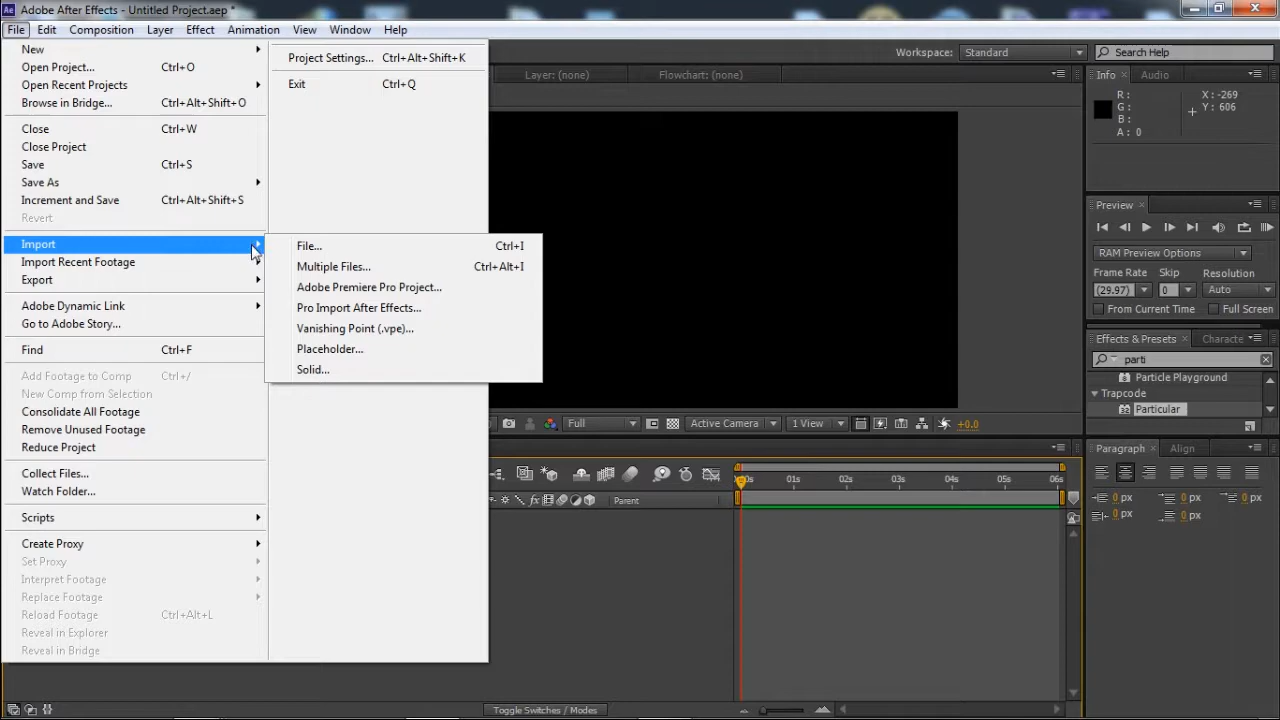 Adobe After Effects - Untitled Project.aep *
File Edit Composition Layer Effect Animation View Window Help
New
Open Project... Ctrl+O
Open Recent Projects
Browse in Bridge... Ctrl+Alt+Shift+O
Close Ctrl+W
Close Project
Save Ctrl+S
Save As
Increment and Save Ctrl+Alt+Shift+S
Revert
Import
Import Recent Footage
Export
Adobe Dynamic Link
Go to Adobe Story...
Find Ctrl+F
Add Footage to Comp Ctrl+/
New Comp from Selection
Consolidate All Footage
Remove Unused Footage
Reduce Project
Collect Files...
Watch Folder...
Scripts
Create Proxy
Set Proxy
Interpret Footage
Replace Footage
Reload Footage Ctrl+Alt+L
Reveal in Explorer
Reveal in Bridge
Project Settings... Ctrl+Alt+Shift+K
Exit Ctrl+Q
File... Ctrl+I
Multiple Files... Ctrl+Alt+I
Adobe Premiere Pro Project...
Pro Import After Effects...
Vanishing Point (.vpe)...
Placeholder...
Solid...
Layer: (none) Flowchart: (none)
Workspace: Standard Search Help
Info Audio
R: X: -269
G: Y: 606
B:
A: 0
Preview
RAM Preview Options
Frame Rate Skip Resolution
(29.97) 0 Auto
From Current Time Full Screen
Effects & Presets Characte
parti
Particle Playground
Trapcode
Particular
Full Active Camera 1 View +0.0
Paragraph Align
0 px 0 px 0 px
0 px 0 px
Parent
01s 02s 03s 04s 05s 06s
Toggle Switches / Modes